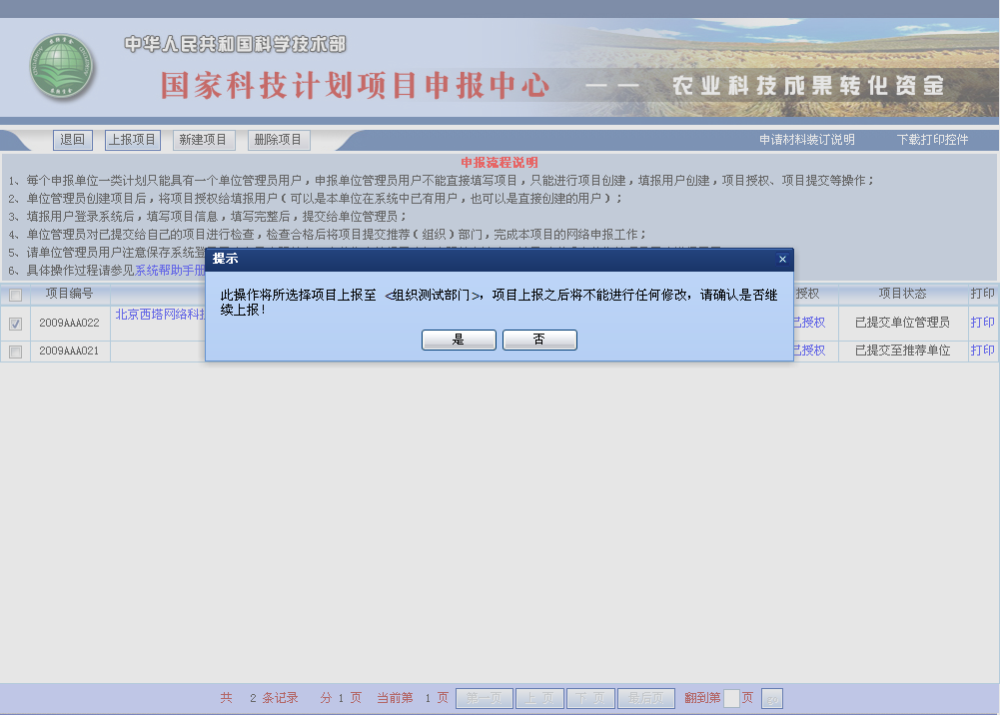 中华人民共和国科学技术部
国家科技计划项目申报中心 —— 农业科技成果转化资金
退回 上报项目 新建项目 删除项目 申请材料装订说明 下载打印控件
申报流程说明
1、每个申报单位一类计划只能具有一个单位管理员用户，申报单位管理员用户不能直接填写项目，只能进行项目创建，填报用户创建，项目授权、项目提交等操作；
2、单位管理员创建项目后，将项目授权给填报用户（可以是本单位在系统中已有用户，也可以是直接创建的用户）；
3、填报用户登录系统后，填写项目信息，填写完整后，提交给单位管理员；
4、单位管理员对已提交给自己的项目进行检查，检查合格后将项目提交推荐（组织）部门，完成本项目的网络申报工作；
5、请单位管理员用户注意保存系统登
6、具体操作过程请参见系统帮助手册
提示 ×
此操作将所选择项目上报至 <组织测试部门>，项目上报之后将不能进行任何修改，请确认是否继
续上报！
是 否
项目编号 授权 项目状态 打印
2009AAA022 北京西塔网络科技 已授权 已提交单位管理员 打印
2009AAA021 已授权 已提交至推荐单位 打印
共 2 条记录 分 1 页 当前第 1 页 第一页 上 页 下 页 最后页 翻到第 页